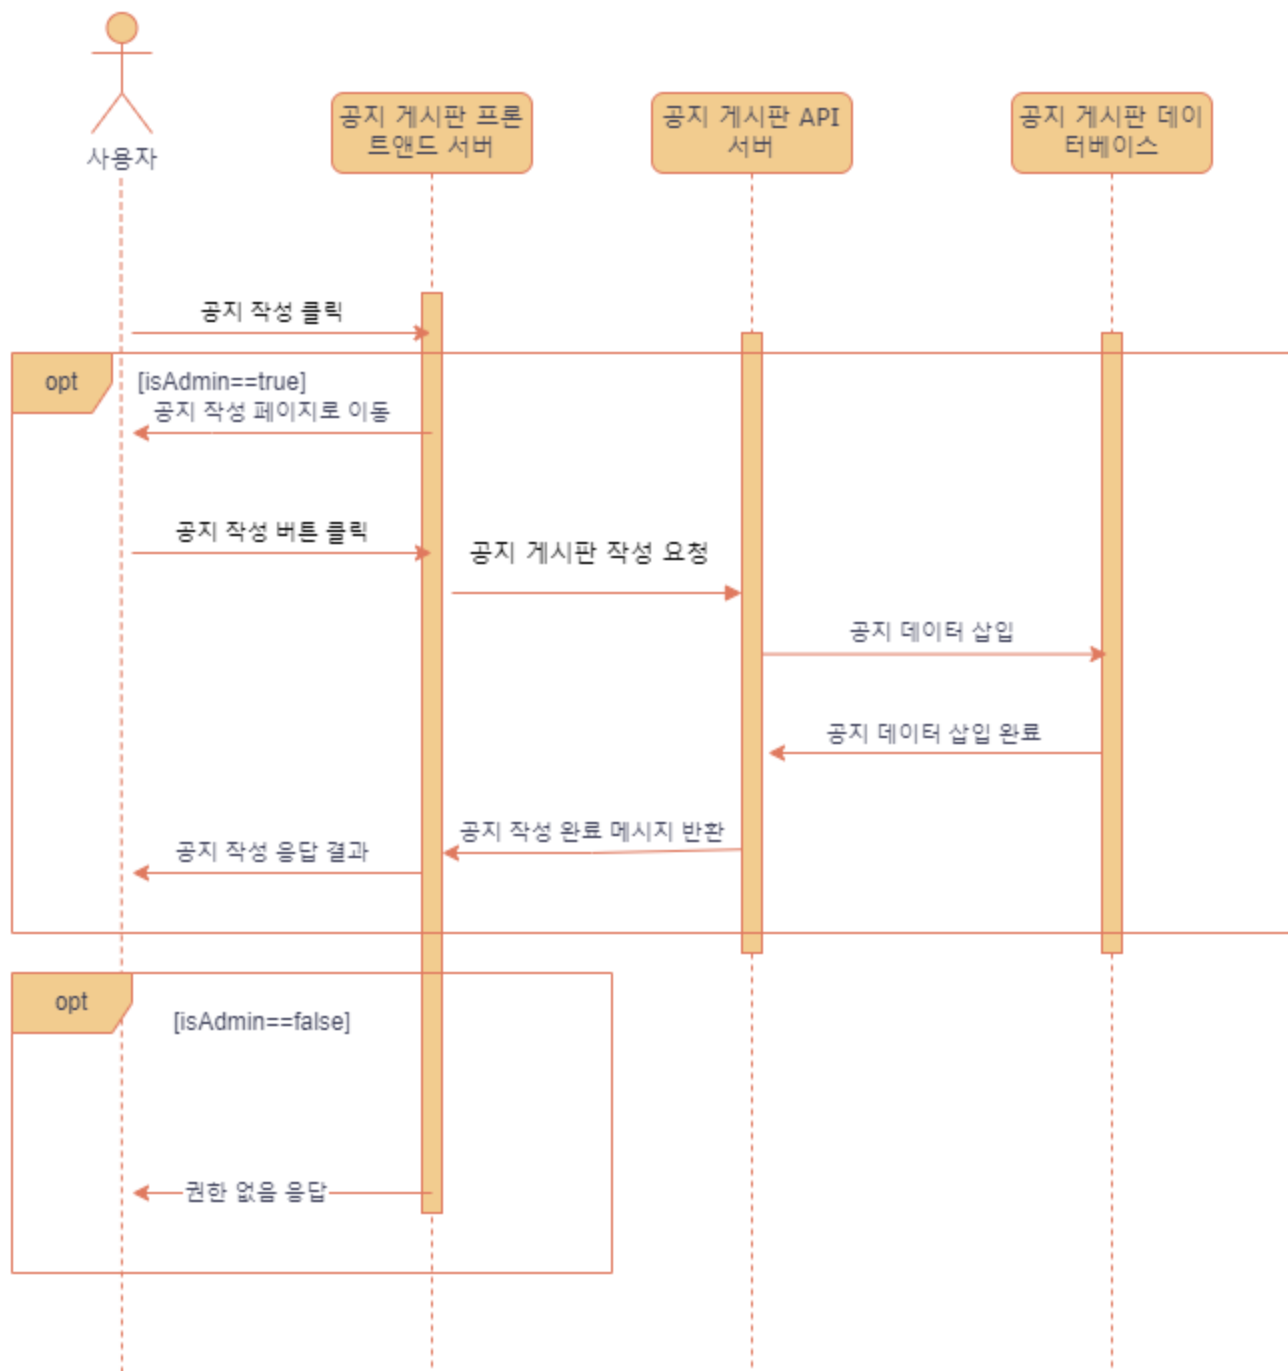 사용자
공지 게시판 프론
트앤드 서버
공지 게시판 API
서버
공지 게시판 데이
터베이스
공지 작성 클릭
opt
[isAdmin==true]
공지 작성 페이지로 이동
공지 작성 버튼 클릭
공지 게시판 작성 요청
공지 데이터 삽입
공지 데이터 삽입 완료
공지 작성 완료 메시지 반환
공지 작성 응답 결과
opt
[isAdmin==false]
권한 없음 응답